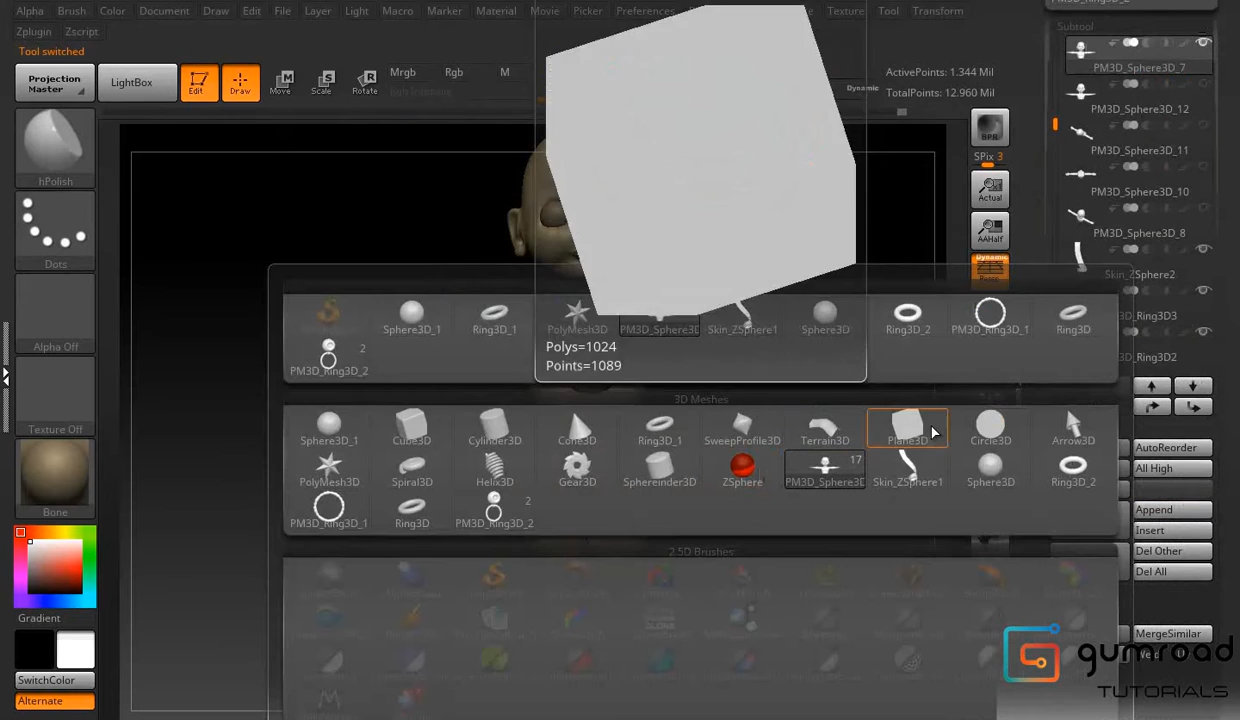 Alpha Brush Color Document Draw Edit File Layer Light Macro Marker Material Movie Picker Preferences Texture Tool Transform
Zplugin Zscript
Tool switched
Projection Master
LightBox
Edit
Draw
Move
Scale
Rotate
Mrgb
Rgb
M
Dynamic
ActivePoints: 1.344 Mil
TotalPoints: 12.960 Mil
hPolish
Dots
Alpha Off
Texture Off
Bone
Gradient
SwitchColor
Alternate
BPR
SPix 3
Actual
AAHalf
Dynamic
Subtool
PM3D_Sphere3D_7
PM3D_Sphere3D_12
PM3D_Sphere3D_11
PM3D_Sphere3D_10
PM3D_Sphere3D_8
Skin_ZSphere2
AutoReorder
All High
Append
Insert
Del Other
Del All
MergeSimilar
Sphere3D_1 Ring3D_1 PolyMesh3D PM3D_Sphere3D Skin_ZSphere1 Sphere3D Ring3D_2 PM3D_Ring3D_1 Ring3D
2
PM3D_Ring3D_2
Polys=1024
Points=1089
3D Meshes
Sphere3D_1 Cube3D Cylinder3D Cone3D Ring3D_1 SweepProfile3D Terrain3D Plane3D Circle3D Arrow3D
17
PolyMesh3D Spiral3D Helix3D Gear3D Sphereinder3D ZSphere PM3D_Sphere3D Skin_ZSphere1 Sphere3D Ring3D_2
2
PM3D_Ring3D_1 Ring3D PM3D_Ring3D_2
2.5D Brushes
gumroad
TUTORIALS